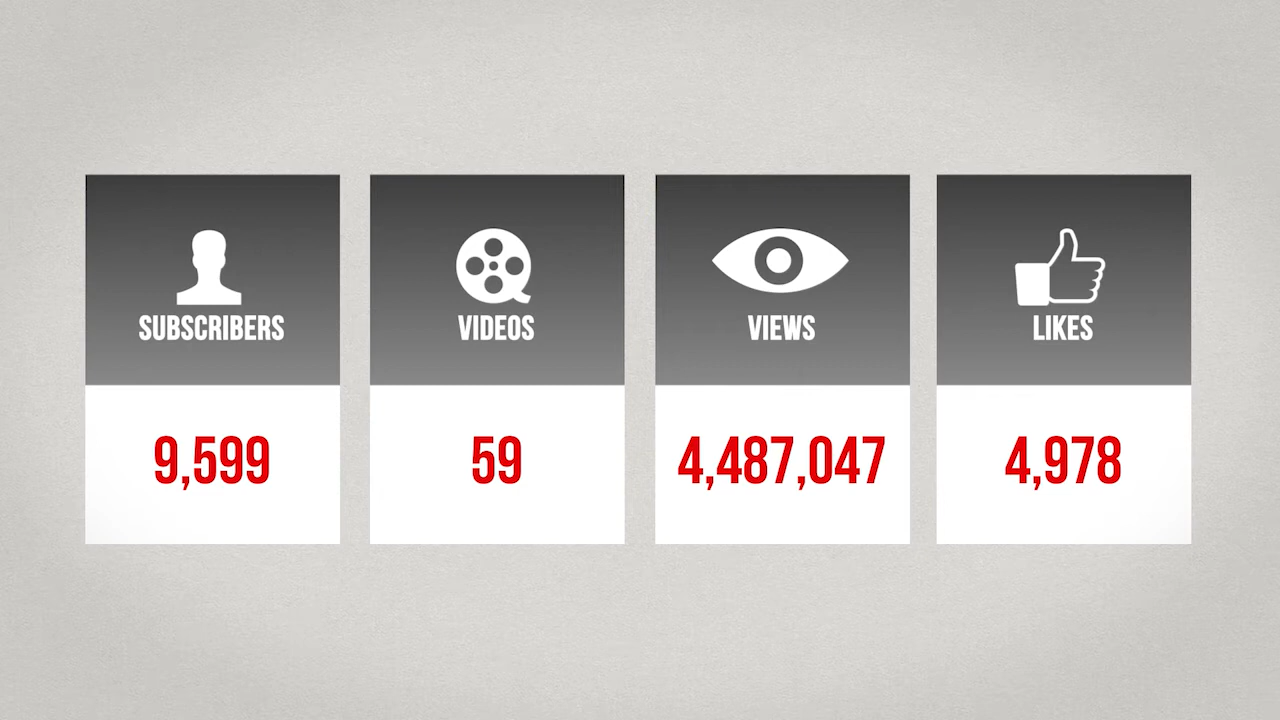 SUBSCRIBERS
VIDEOS
VIEWS
LIKES
9,599
59
4,487,047
4,978